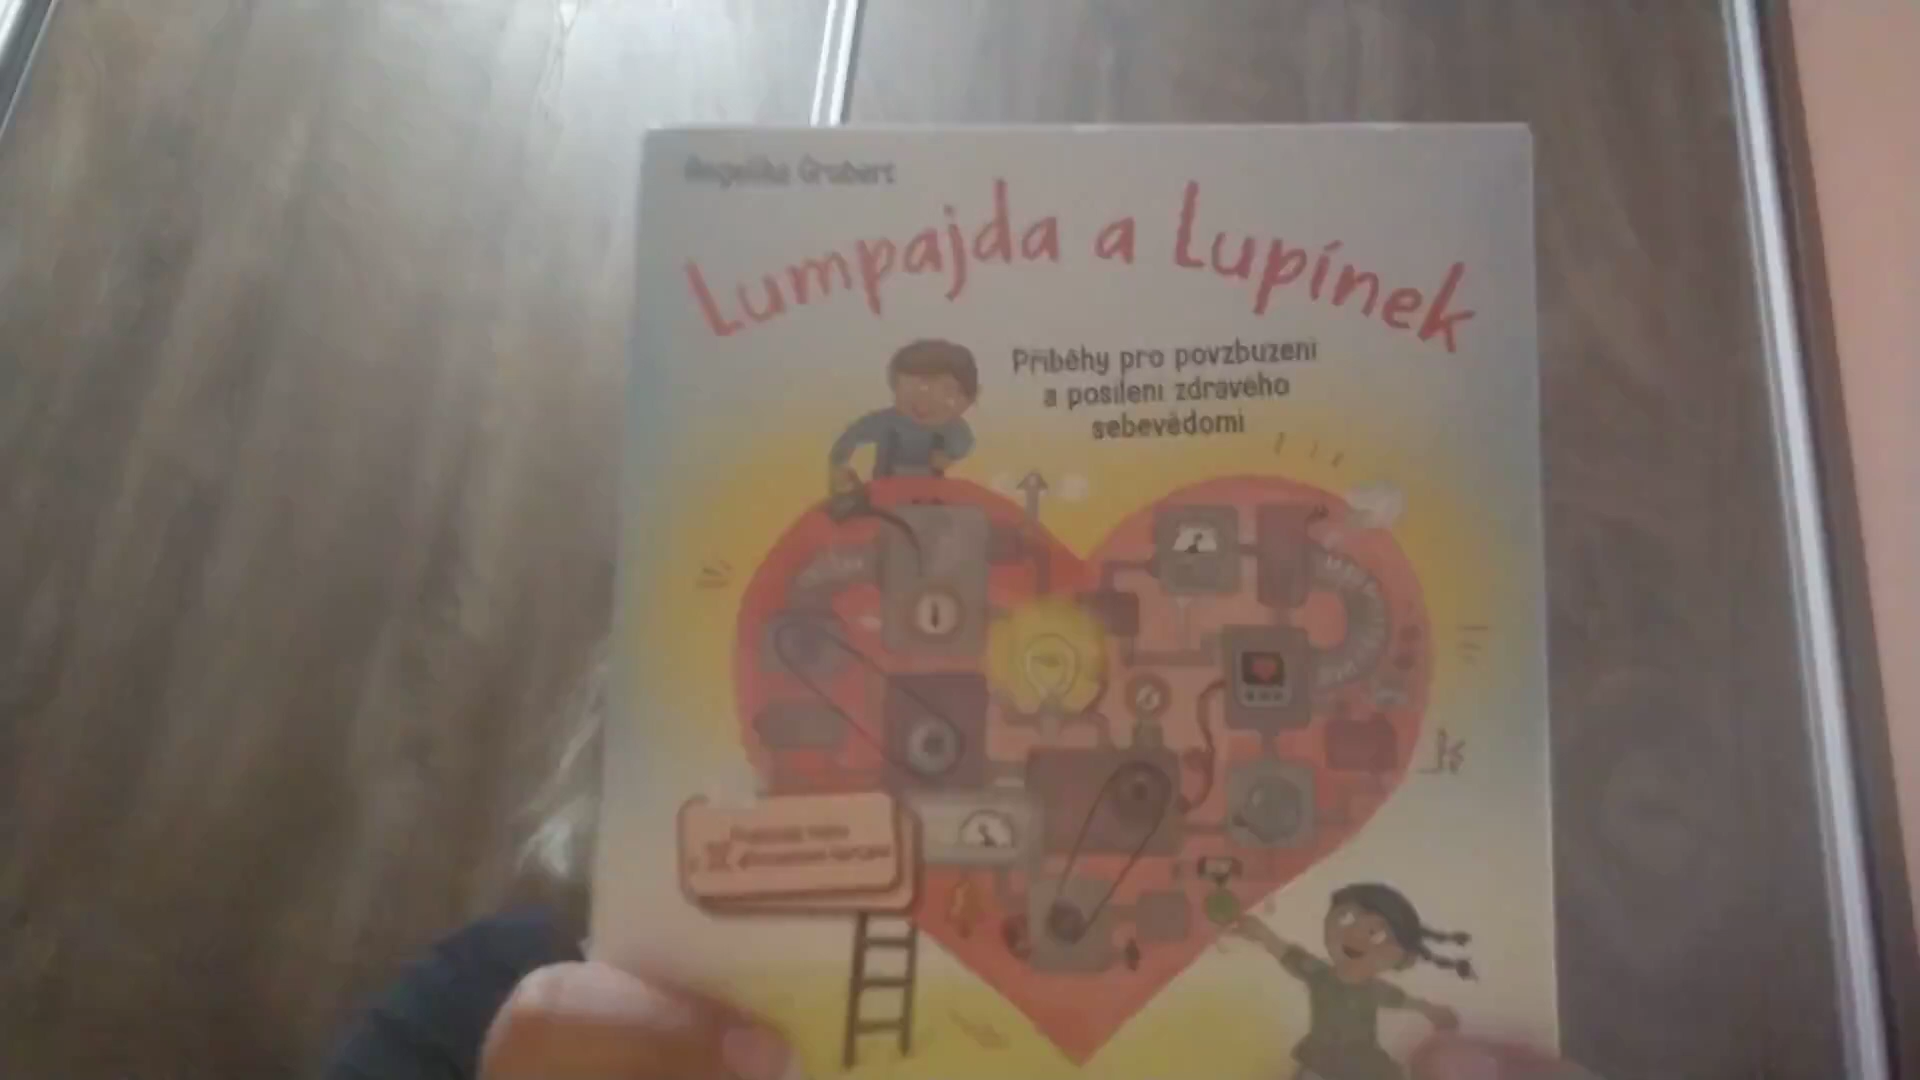 Angelika Grubert
Lumpajda a Lupínek
Příběhy pro povzbuzení
a posílení zdravého
sebevědomí